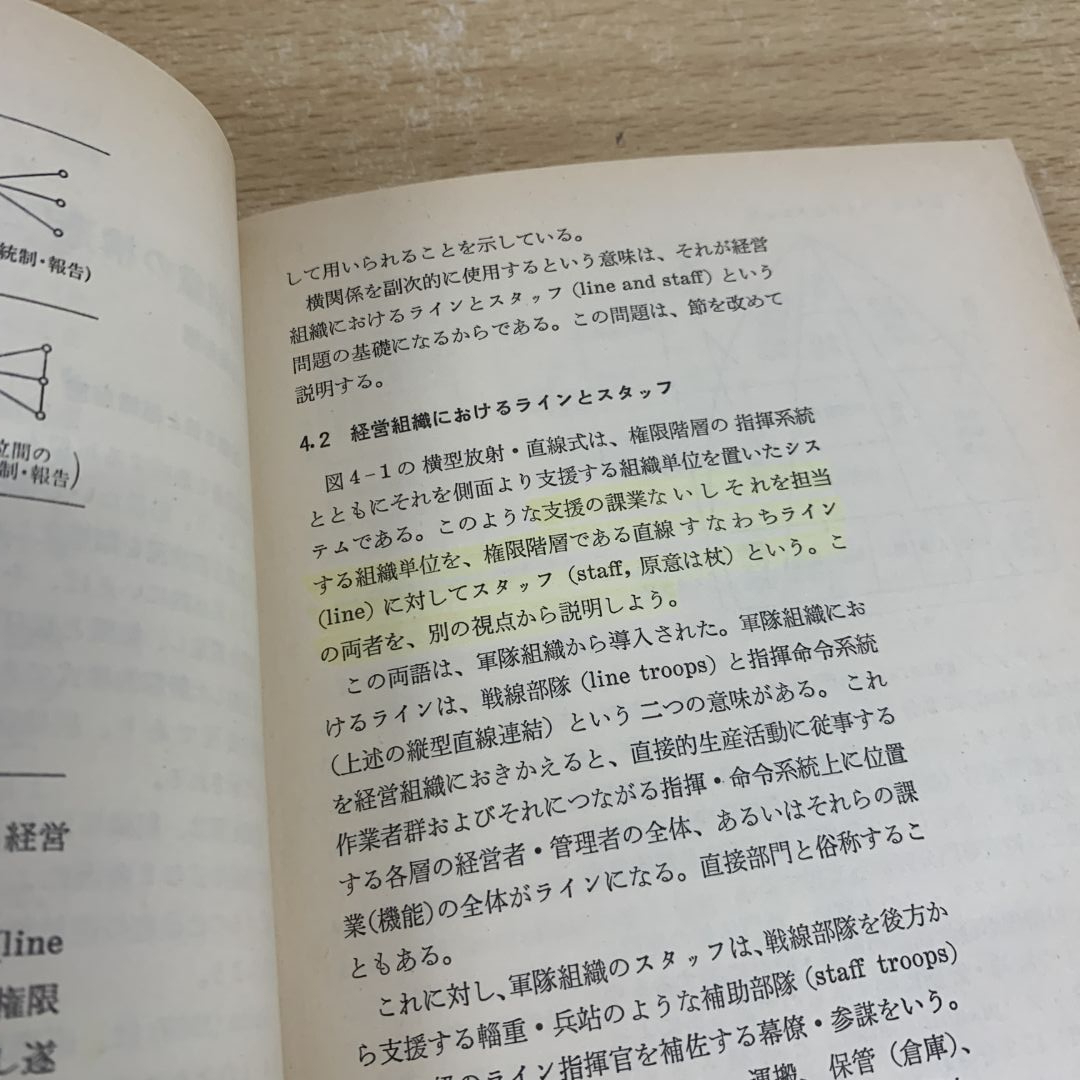 統制・報告)
位間の
制・報告)
経営
line
権限
し遂
して用いられることを示している。
横関係を副次的に使用するという意味は、それが経営
組織におけるラインとスタッフ (line and staff) という
問題の基礎になるからである。この問題は、節を改めて
説明する。
4.2 経営組織におけるラインとスタッフ
図4-1の横型放射・直線式は、権限階層の指揮系統
とともにそれを側面より支援する組織単位を置いたシス
テムである。このような支援の課業ないしそれを担当
する組織単位を、権限階層である直線すなわちライン
(line) に対してスタッフ (staff, 原意は杖) という。こ
の両者を、別の視点から説明しよう。
この両語は、軍隊組織から導入された。軍隊組織にお
けるラインは、戦線部隊 (line troops) と指揮命令系統
(上述の縦型直線連結) という二つの意味がある。これ
を経営組織におきかえると、直接的生産活動に従事する
作業者群およびそれにつながる指揮・命令系統上に位置
する各層の経営者・管理者の全体、あるいはそれらの課
業(機能)の全体がラインになる。直接部門と俗称するこ
ともある。
これに対し、軍隊組織のスタッフは、戦線部隊を後方か
ら支援する輜重・兵站のような補助部隊 (staff troops)
のライン指揮官を補佐する幕僚・参謀をいう。
運搬、保管 (倉庫)、